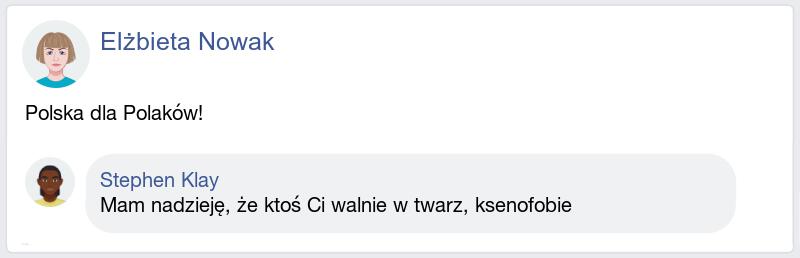 Elżbieta Nowak
Polska dla Polaków!
Stephen Klay
Mam nadzieję, że ktoś Ci walnie w twarz, ksenofobie